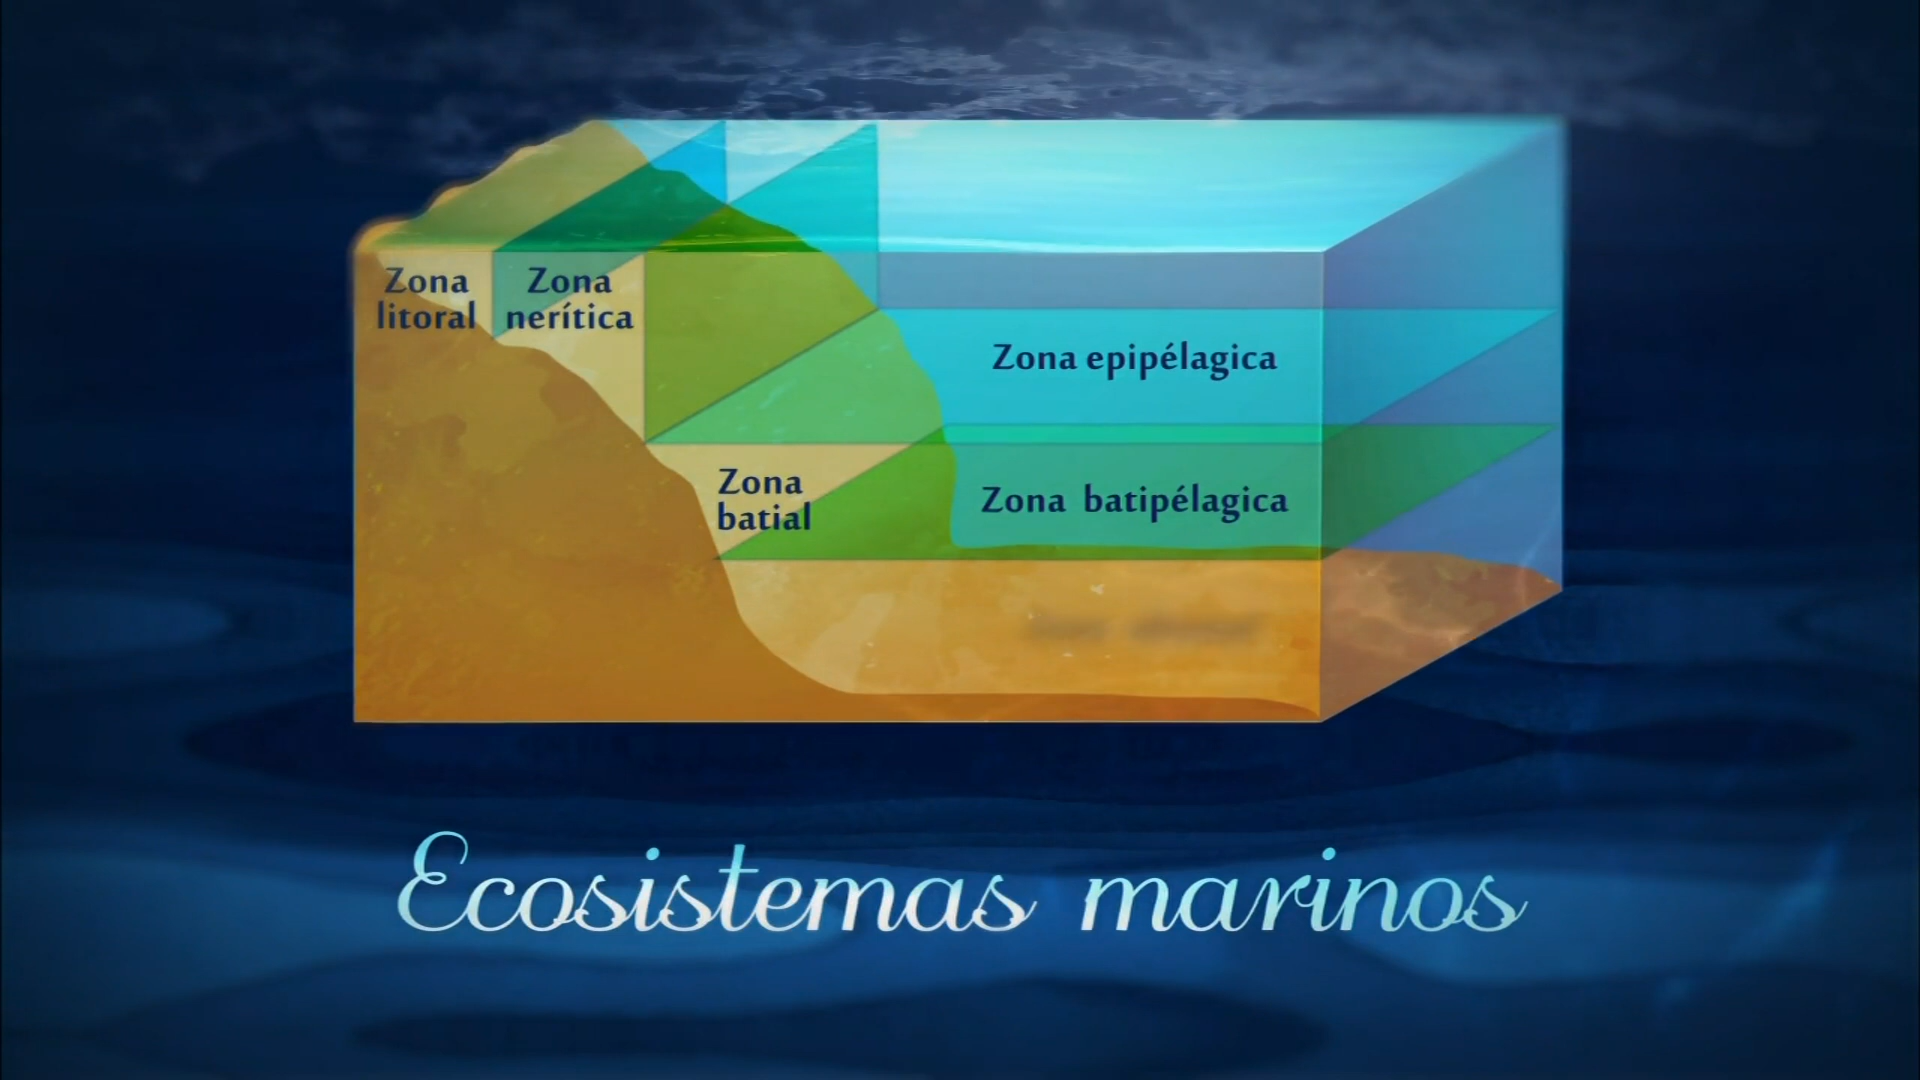 Zona
litoral
Zona
nerítica
Zona epipélagica
Zona
batial
Zona batipélagica
Ecosistemas marinos